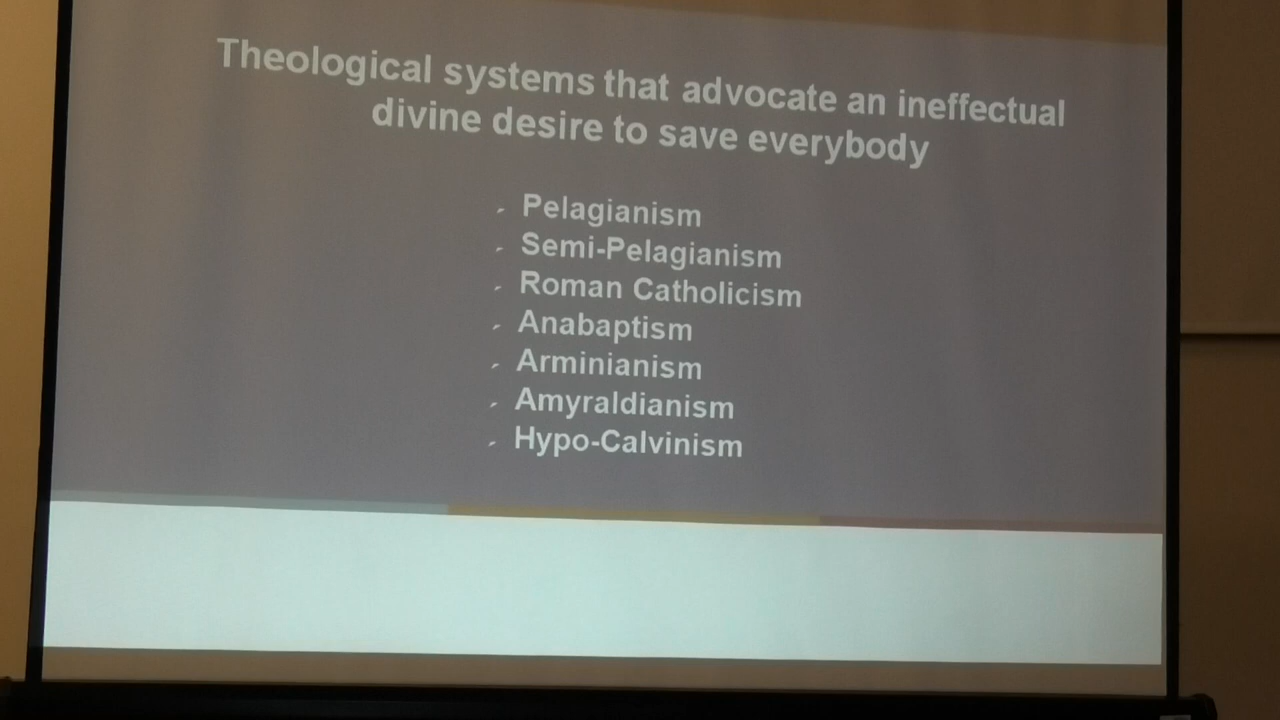 Theological systems that advocate an ineffectual
divine desire to save everybody
Pelagianism
Semi-Pelagianism
Roman Catholicism
Anabaptism
Arminianism
Amyraldianism
Hypo-Calvinism